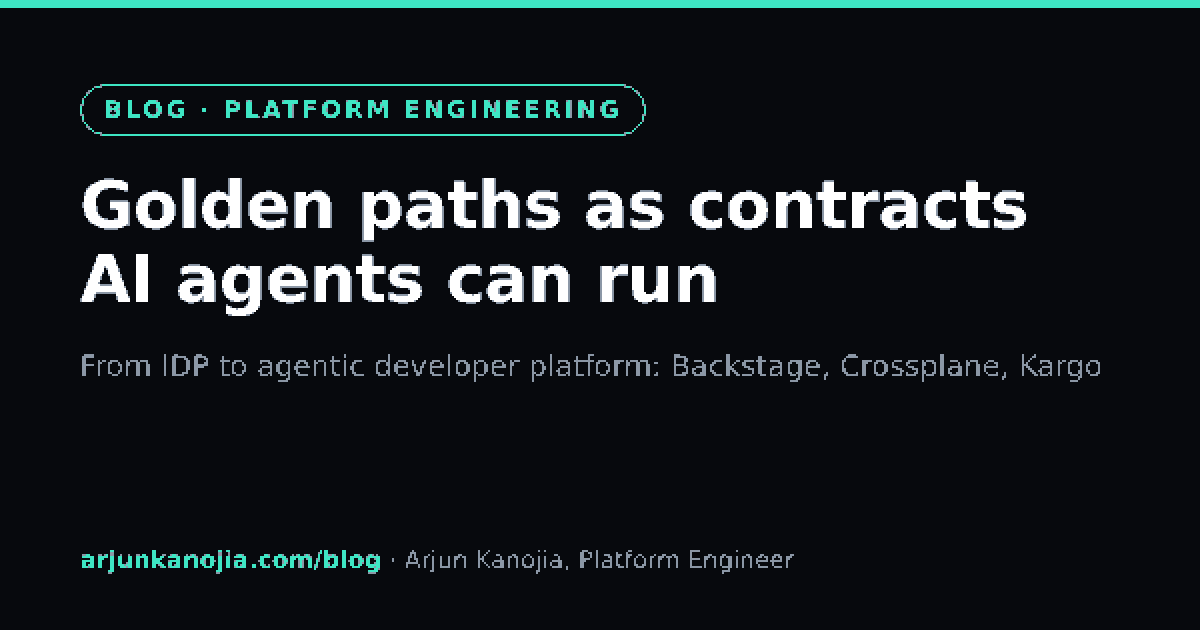 BLOG · PLATFORM ENGINEERING
Golden paths as contracts
AI agents can run
From IDP to agentic developer platform: Backstage, Crossplane, Kargo
arjunkanojia.com/blog · Arjun Kanojia, Platform Engineer